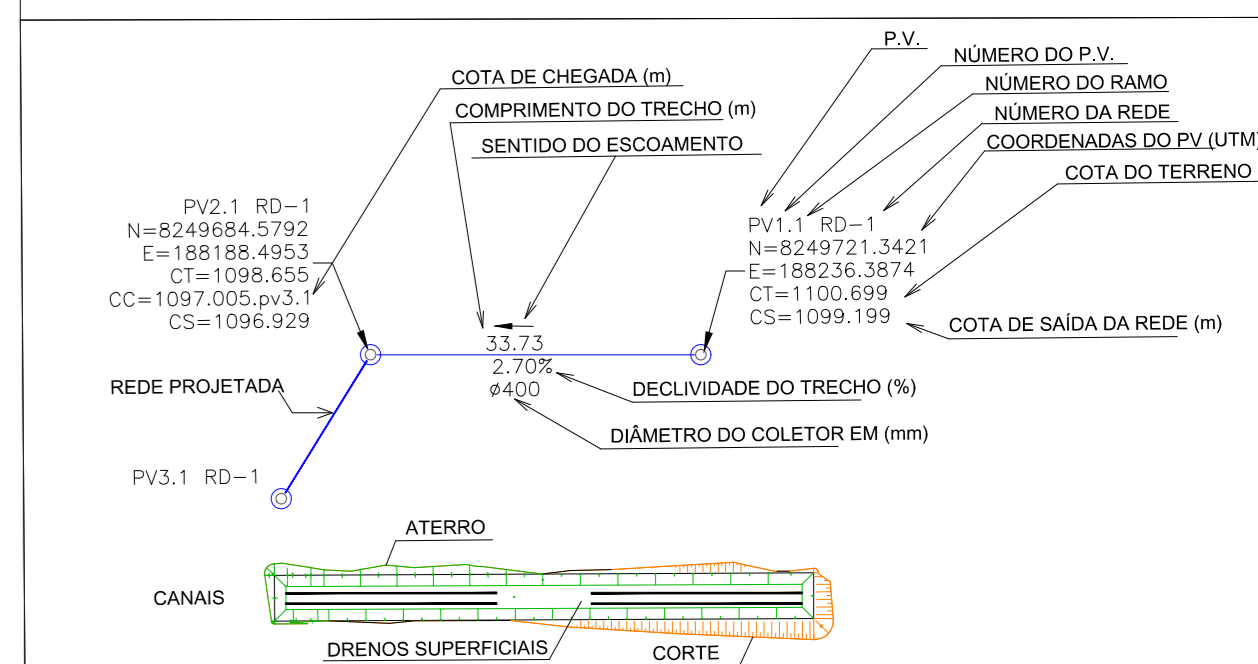 P.V.
NÚMERO DO P.V.
COTA DE CHEGADA (m)
NÚMERO DO RAMO
COMPRIMENTO DO TRECHO (m)
NÚMERO DA REDE
SENTIDO DO ESCOAMENTO
COORDENADAS DO PV (UTM)
COTA DO TERRENO
PV2.1 RD-1
N=8249684.5792
E=188188.4953
CT=1098.655
CC=1097.005.pv3.1
CS=1096.929
PV1.1 RD-1
N=8249721.3421
E=188236.3874
CT=1100.699
CS=1099.199
COTA DE SAÍDA DA REDE (m)
33.73
2.70%
ø400
REDE PROJETADA
DECLIVIDADE DO TRECHO (%)
DIÂMETRO DO COLETOR EM (mm)
PV3.1 RD-1
ATERRO
CANAIS
DRENOS SUPERFICIAIS
CORTE